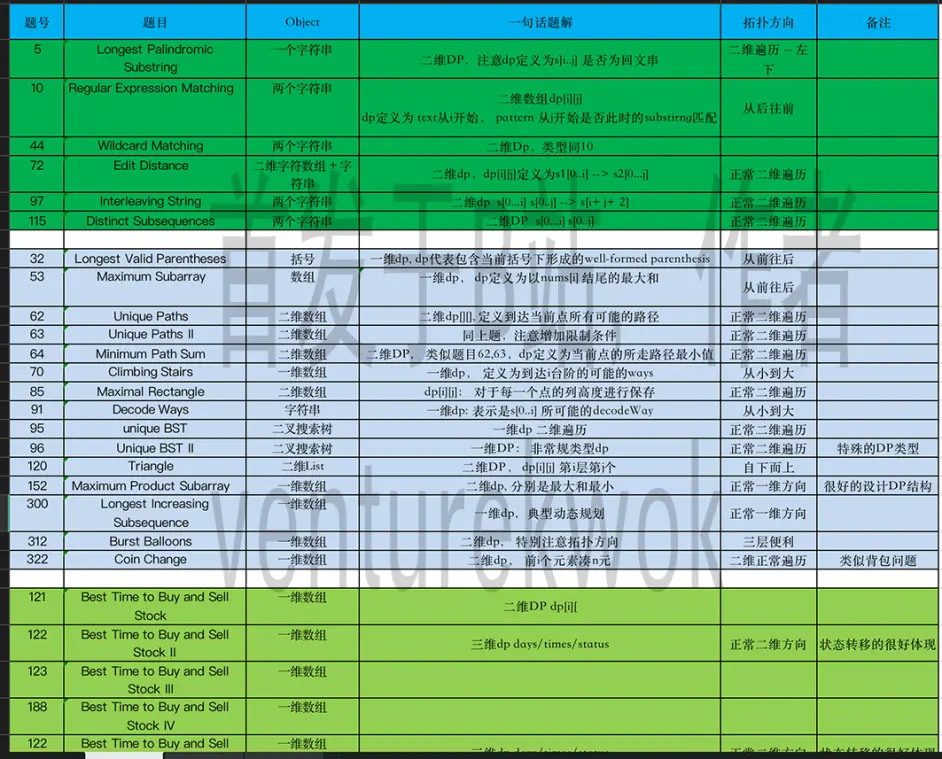 题号 题目 Object 一句话题解 拓扑方向 备注
5 Longest Palindromic Substring 一个字符串 二维DP，注意dp定义为s[i..j] 是否为回文串 二维遍历 -- 左下
10 Regular Expression Matching 两个字符串 二维数组dp[i][j] dp定义为 text从i开始， pattern 从j开始是否此时的substirng匹配 从后往前
44 Wildcard Matching 两个字符串 二维Dp，类型同10
72 Edit Distance 二维字符数组 + 字符串 二维dp，dp[i][j]定义为s1[0..i] --> s2[0...j] 正常二维遍历
97 Interleaving String 两个字符串 二维dp s[0...i] s[0..j] --> s[i+ j+ 2] 正常二维遍历
115 Distinct Subsequences 两个字符串 二维DP s[0...i] s[0..j] 正常二维遍历
32 Longest Valid Parentheses 括号 一维dp, dp代表包含当前括号下形成的well-formed parenthesis 从前往后
53 Maximum Subarray 数组 一维dp，dp定义为以nums[i] 结尾的最大和 从前往后
62 Unique Paths 二维数组 二维dp[][], 定义到达当前点所有可能的路径 正常二维遍历
63 Unique Paths II 二维数组 同上题：注意增加限制条件 正常二维遍历
64 Minimum Path Sum 二维数组 二维DP， 类似题目62,63，dp定义为当前点的所走路径最小值 正常二维遍历
70 Climbing Stairs 一维数组 一维dp， 定义为到达i台阶的可能的ways 从小到大
85 Maximal Rectangle 二维数组 dp[i][j]： 对于每一个点的列高度进行保存 正常二维遍历
91 Decode Ways 字符串 一维dp: 表示是s[0..i] 所可能的decodeWay 从小到大
95 unique BST 二叉搜索树 一维dp 二维遍历 正常二维遍历
96 Unique BST II 二叉搜索树 一维DP： 非常规类型dp 正常二维遍历 特殊的DP类型
120 Triangle 二维List 二维DP， dp[i][j] 第i层第j个 自下而上
152 Maximum Product Subarray 一维数组 二维dp, 分别是最大和最小 正常一维方向 很好的设计DP结构
300 Longest Increasing Subsequence 一维数组 一维dp，典型动态规划 正常一维方向
312 Burst Balloons 一维数组 二维dp，特别注意拓扑方向 三层便利
322 Coin Change 一维数组 二维dp， 前i个元素凑n元 二维正常遍历 类似背包问题
121 Best Time to Buy and Sell Stock 一维数组 二维DP dp[i][
122 Best Time to Buy and Sell Stock II 一维数组 三维dp days/times/status 正常二维方向 状态转移的很好体现
123 Best Time to Buy and Sell Stock III 一维数组
188 Best Time to Buy and Sell Stock IV 一维数组
122 Best Time to Buy and Sell 一维数组 三维dp days/times/status 正常二维方向 状态转移的很好体现
venturekwok